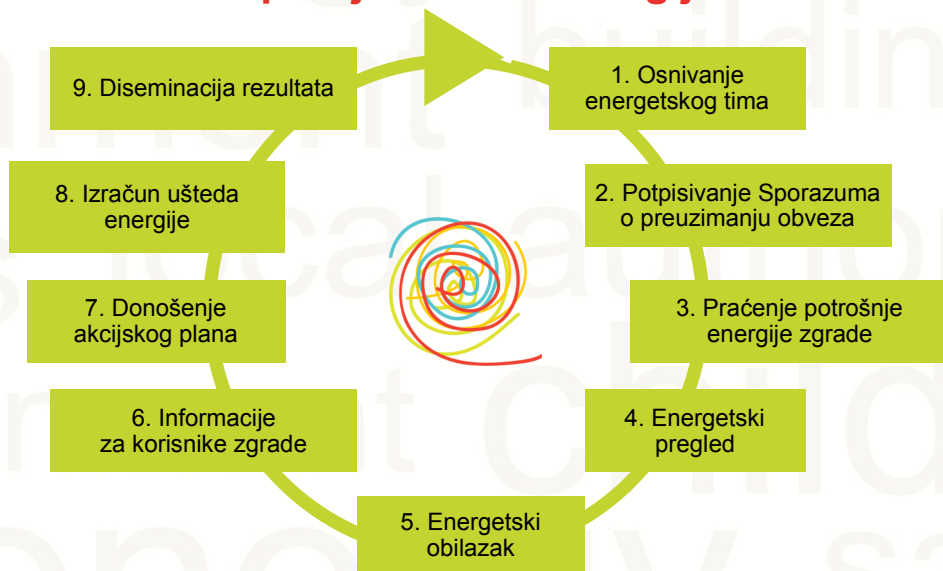 1. Osnivanje
energetskog tima
2. Potpisivanje Sporazuma
o preuzimanju obveza
3. Praćenje potrošnje
energije zgrade
4. Energetski
pregled
5. Energetski
obilazak
6. Informacije
za korisnike zgrade
7. Donošenje
akcijskog plana
8. Izračun ušteda
energije
9. Diseminacija rezultata